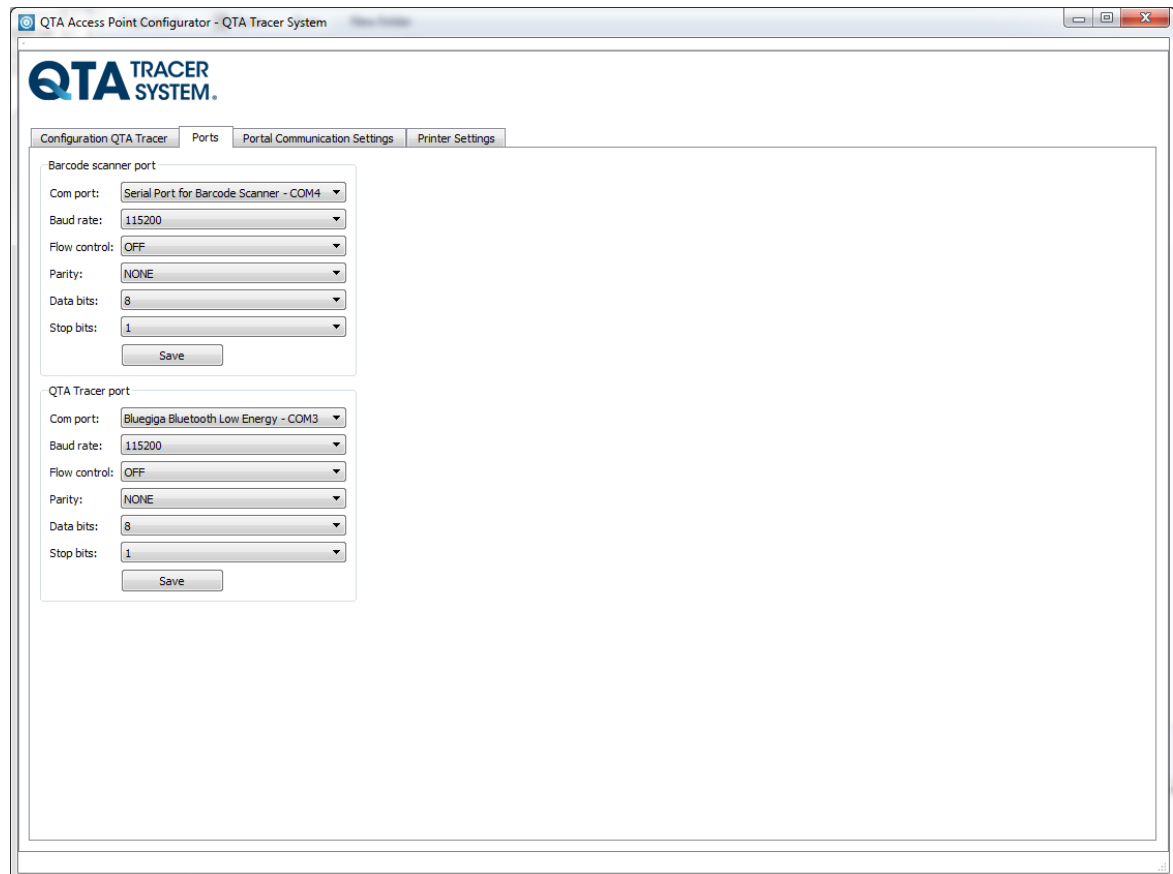 QTA Access Point Configurator - QTA Tracer System
QTA TRACER SYSTEM®
Configuration QTA Tracer Ports Portal Communication Settings Printer Settings
Barcode scanner port
Com port: Serial Port for Barcode Scanner - COM4
Baud rate: 115200
Flow control: OFF
Parity: NONE
Data bits: 8
Stop bits: 1
Save
QTA Tracer port
Com port: Bluegiga Bluetooth Low Energy - COM3
Baud rate: 115200
Flow control: OFF
Parity: NONE
Data bits: 8
Stop bits: 1
Save